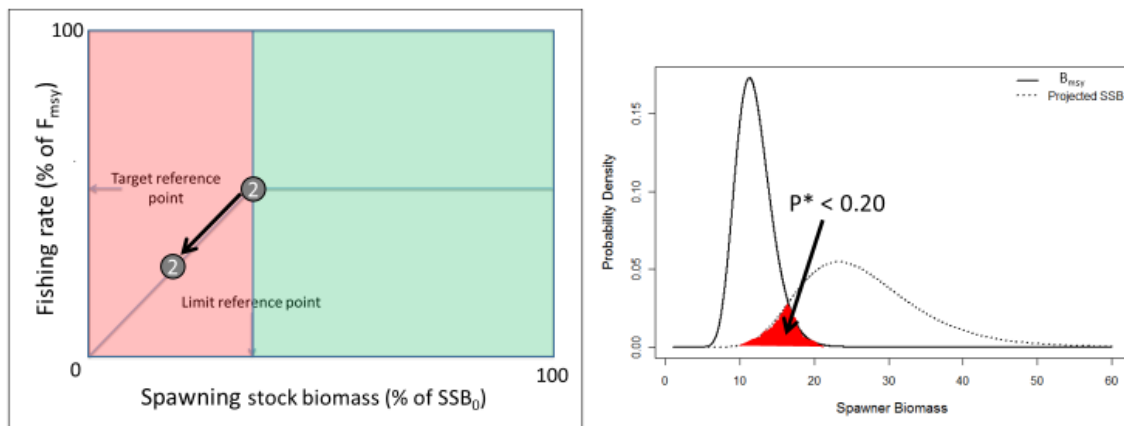 100
Fishing rate (% of Fmsy)
Target reference
point
2
2
Limit reference point
0
100
Spawning stock biomass (% of SSB0)
Bmsy
Projected SSB
0.15
0.10
0.05
0.00
Probability Density
P* < 0.20
0 10 20 30 40 50 60
Spawner Biomass